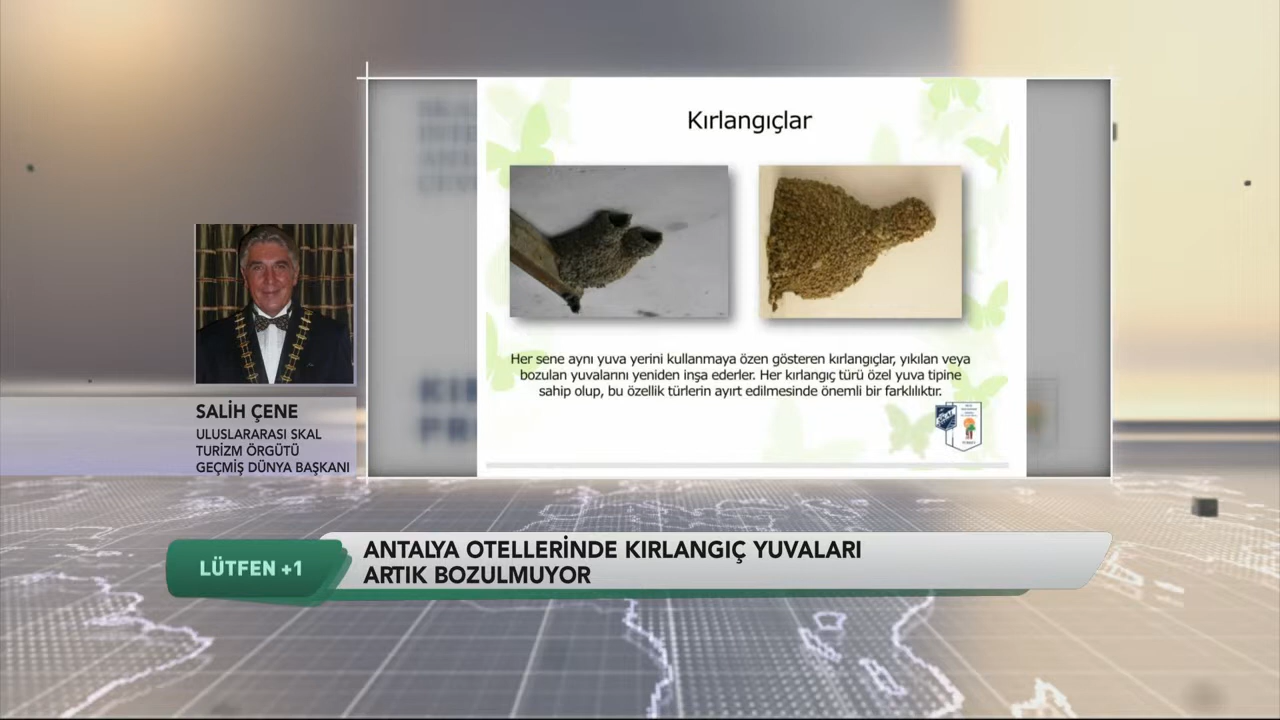 Kırlangıçlar
Her sene aynı yuva yerini kullanmaya özen gösteren kırlangıçlar, yıkılan veya
bozulan yuvalarını yeniden inşa ederler. Her kırlangıç türü özel yuva tipine
sahip olup, bu özellik türlerin ayırt edilmesinde önemli bir farklılıktır.
SALİH ÇENE
ULUSLARARASI SKAL
TURİZM ÖRGÜTÜ
GEÇMİŞ DÜNYA BAŞKANI
LÜTFEN +1
ANTALYA OTELLERİNDE KIRLANGIÇ YUVALARI
ARTIK BOZULMUYOR